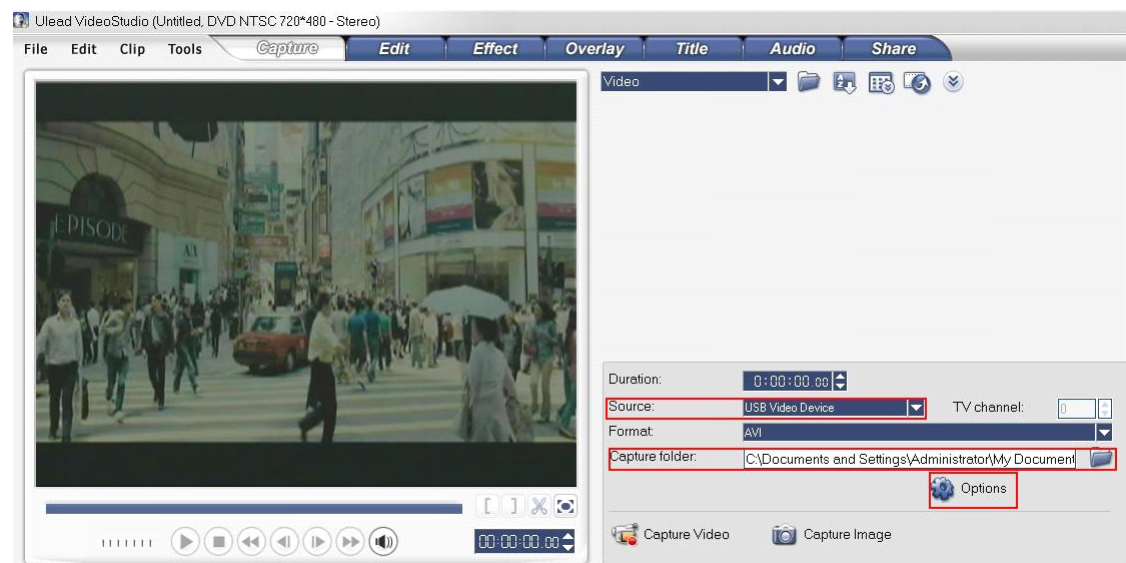 Ulead VideoStudio (Untitled, DVD NTSC 720*480 - Stereo)
File Edit Clip Tools Capture Edit Effect Overlay Title Audio Share
Video
EPISODE
A|X
Duration: 0:00:00.00
Source: USB Video Device TV channel: 0
Format: AVI
Capture folder: C:\Documents and Settings\Administrator\My Document
Options
[ ]
00:00:00.00
Capture Video Capture Image